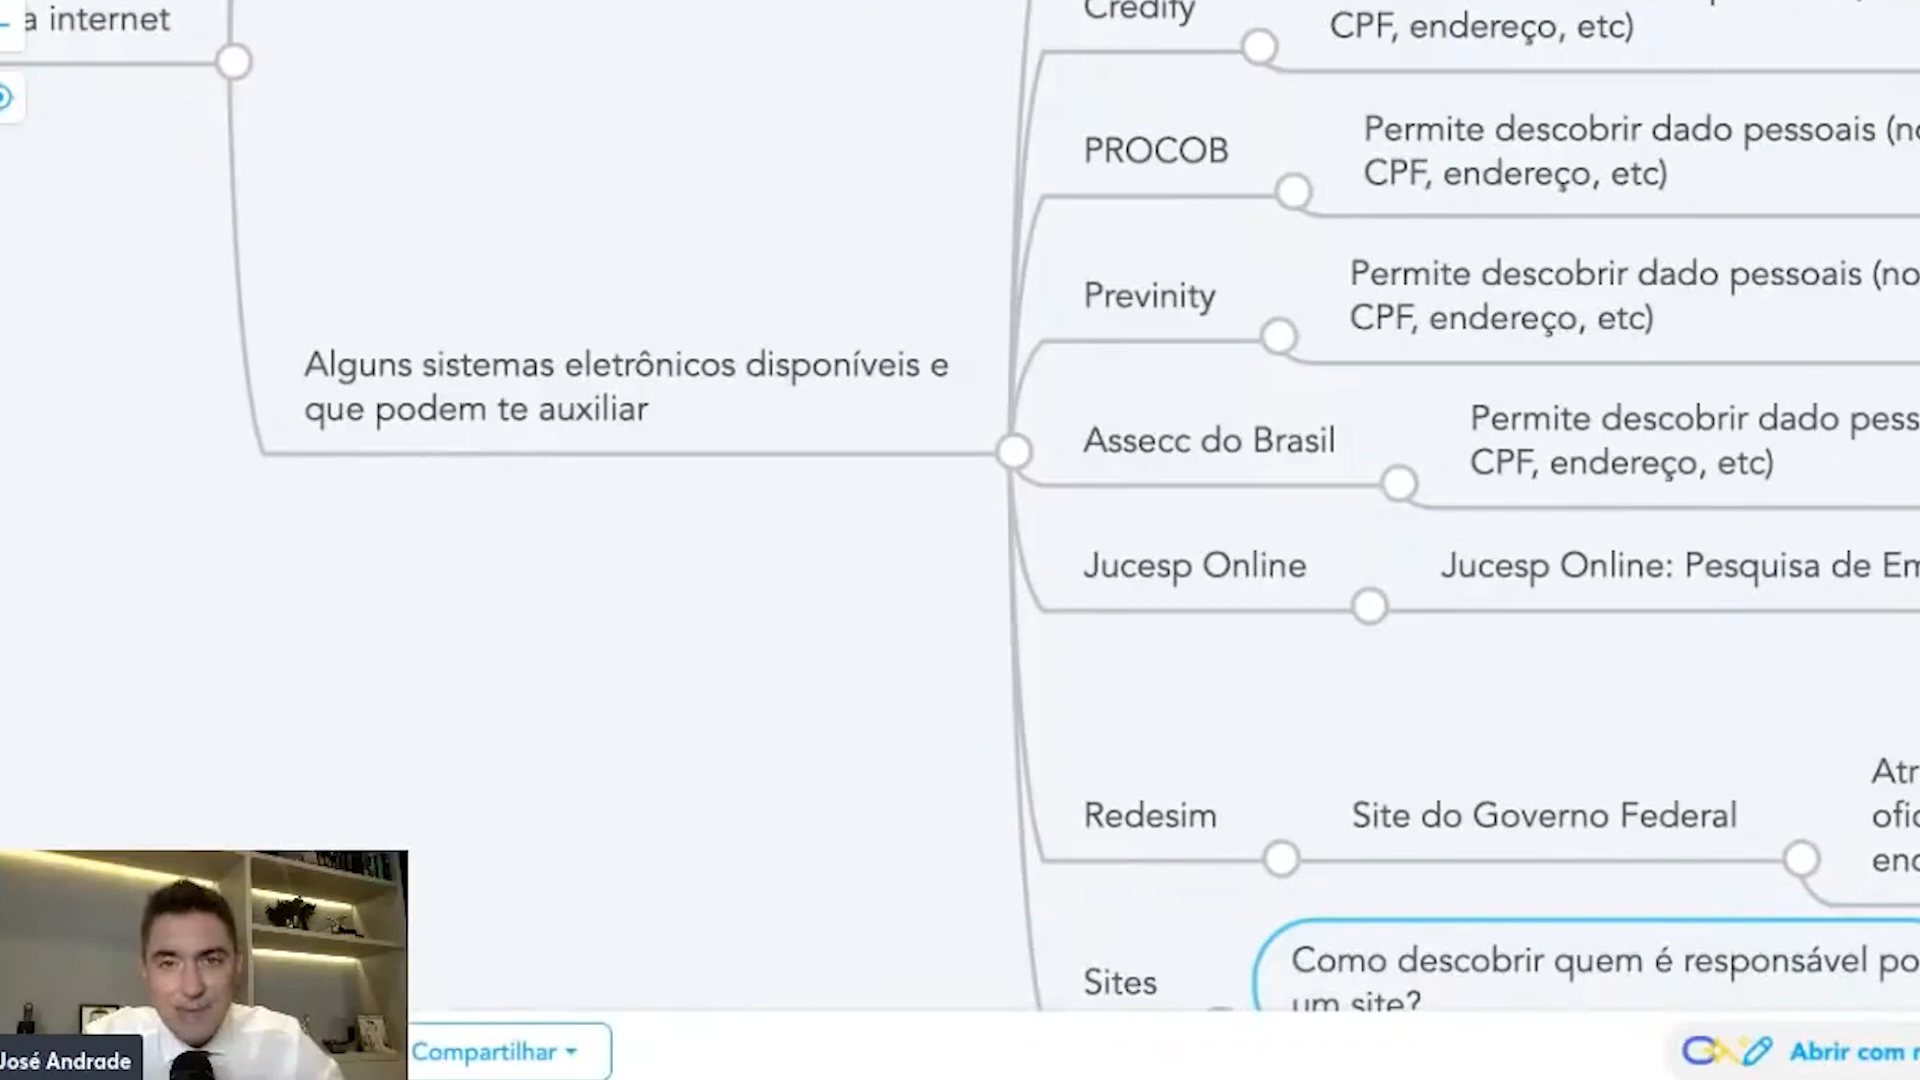 a internet
Credify
CPF, endereço, etc)
PROCOB
Permite descobrir dado pessoais (no
CPF, endereço, etc)
Previnity
Permite descobrir dado pessoais (no
CPF, endereço, etc)
Alguns sistemas eletrônicos disponíveis e
que podem te auxiliar
Assecc do Brasil
Permite descobrir dado pess
CPF, endereço, etc)
Jucesp Online
Jucesp Online: Pesquisa de Em
Redesim
Site do Governo Federal
Atr
ofic
end
Sites
Como descobrir quem é responsável po
um site?
José Andrade
Compartilhar
Abrir com